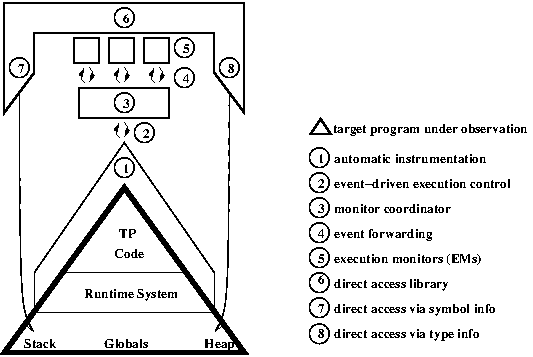 6
7
8
5
4
3
2
1
TP
Code
Runtime System
Stack
Globals
Heap
target program under observation
1 automatic instrumentation
2 event-driven execution control
3 monitor coordinator
4 event forwarding
5 execution monitors (EMs)
6 direct access library
7 direct access via symbol info
8 direct access via type info